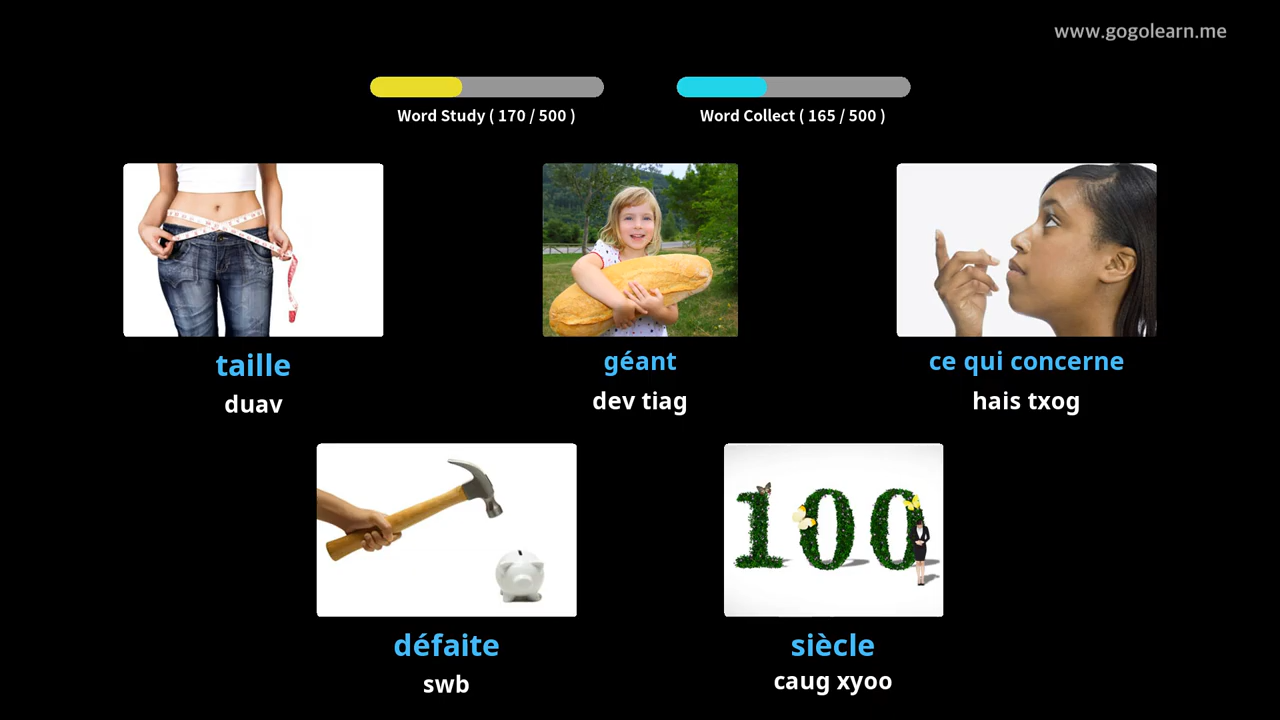 www.gogolearn.me
Word Study ( 170 / 500 )
Word Collect ( 165 / 500 )
taille
duav
géant
dev tiag
ce qui concerne
hais txog
100
défaite
swb
siècle
caug xyoo